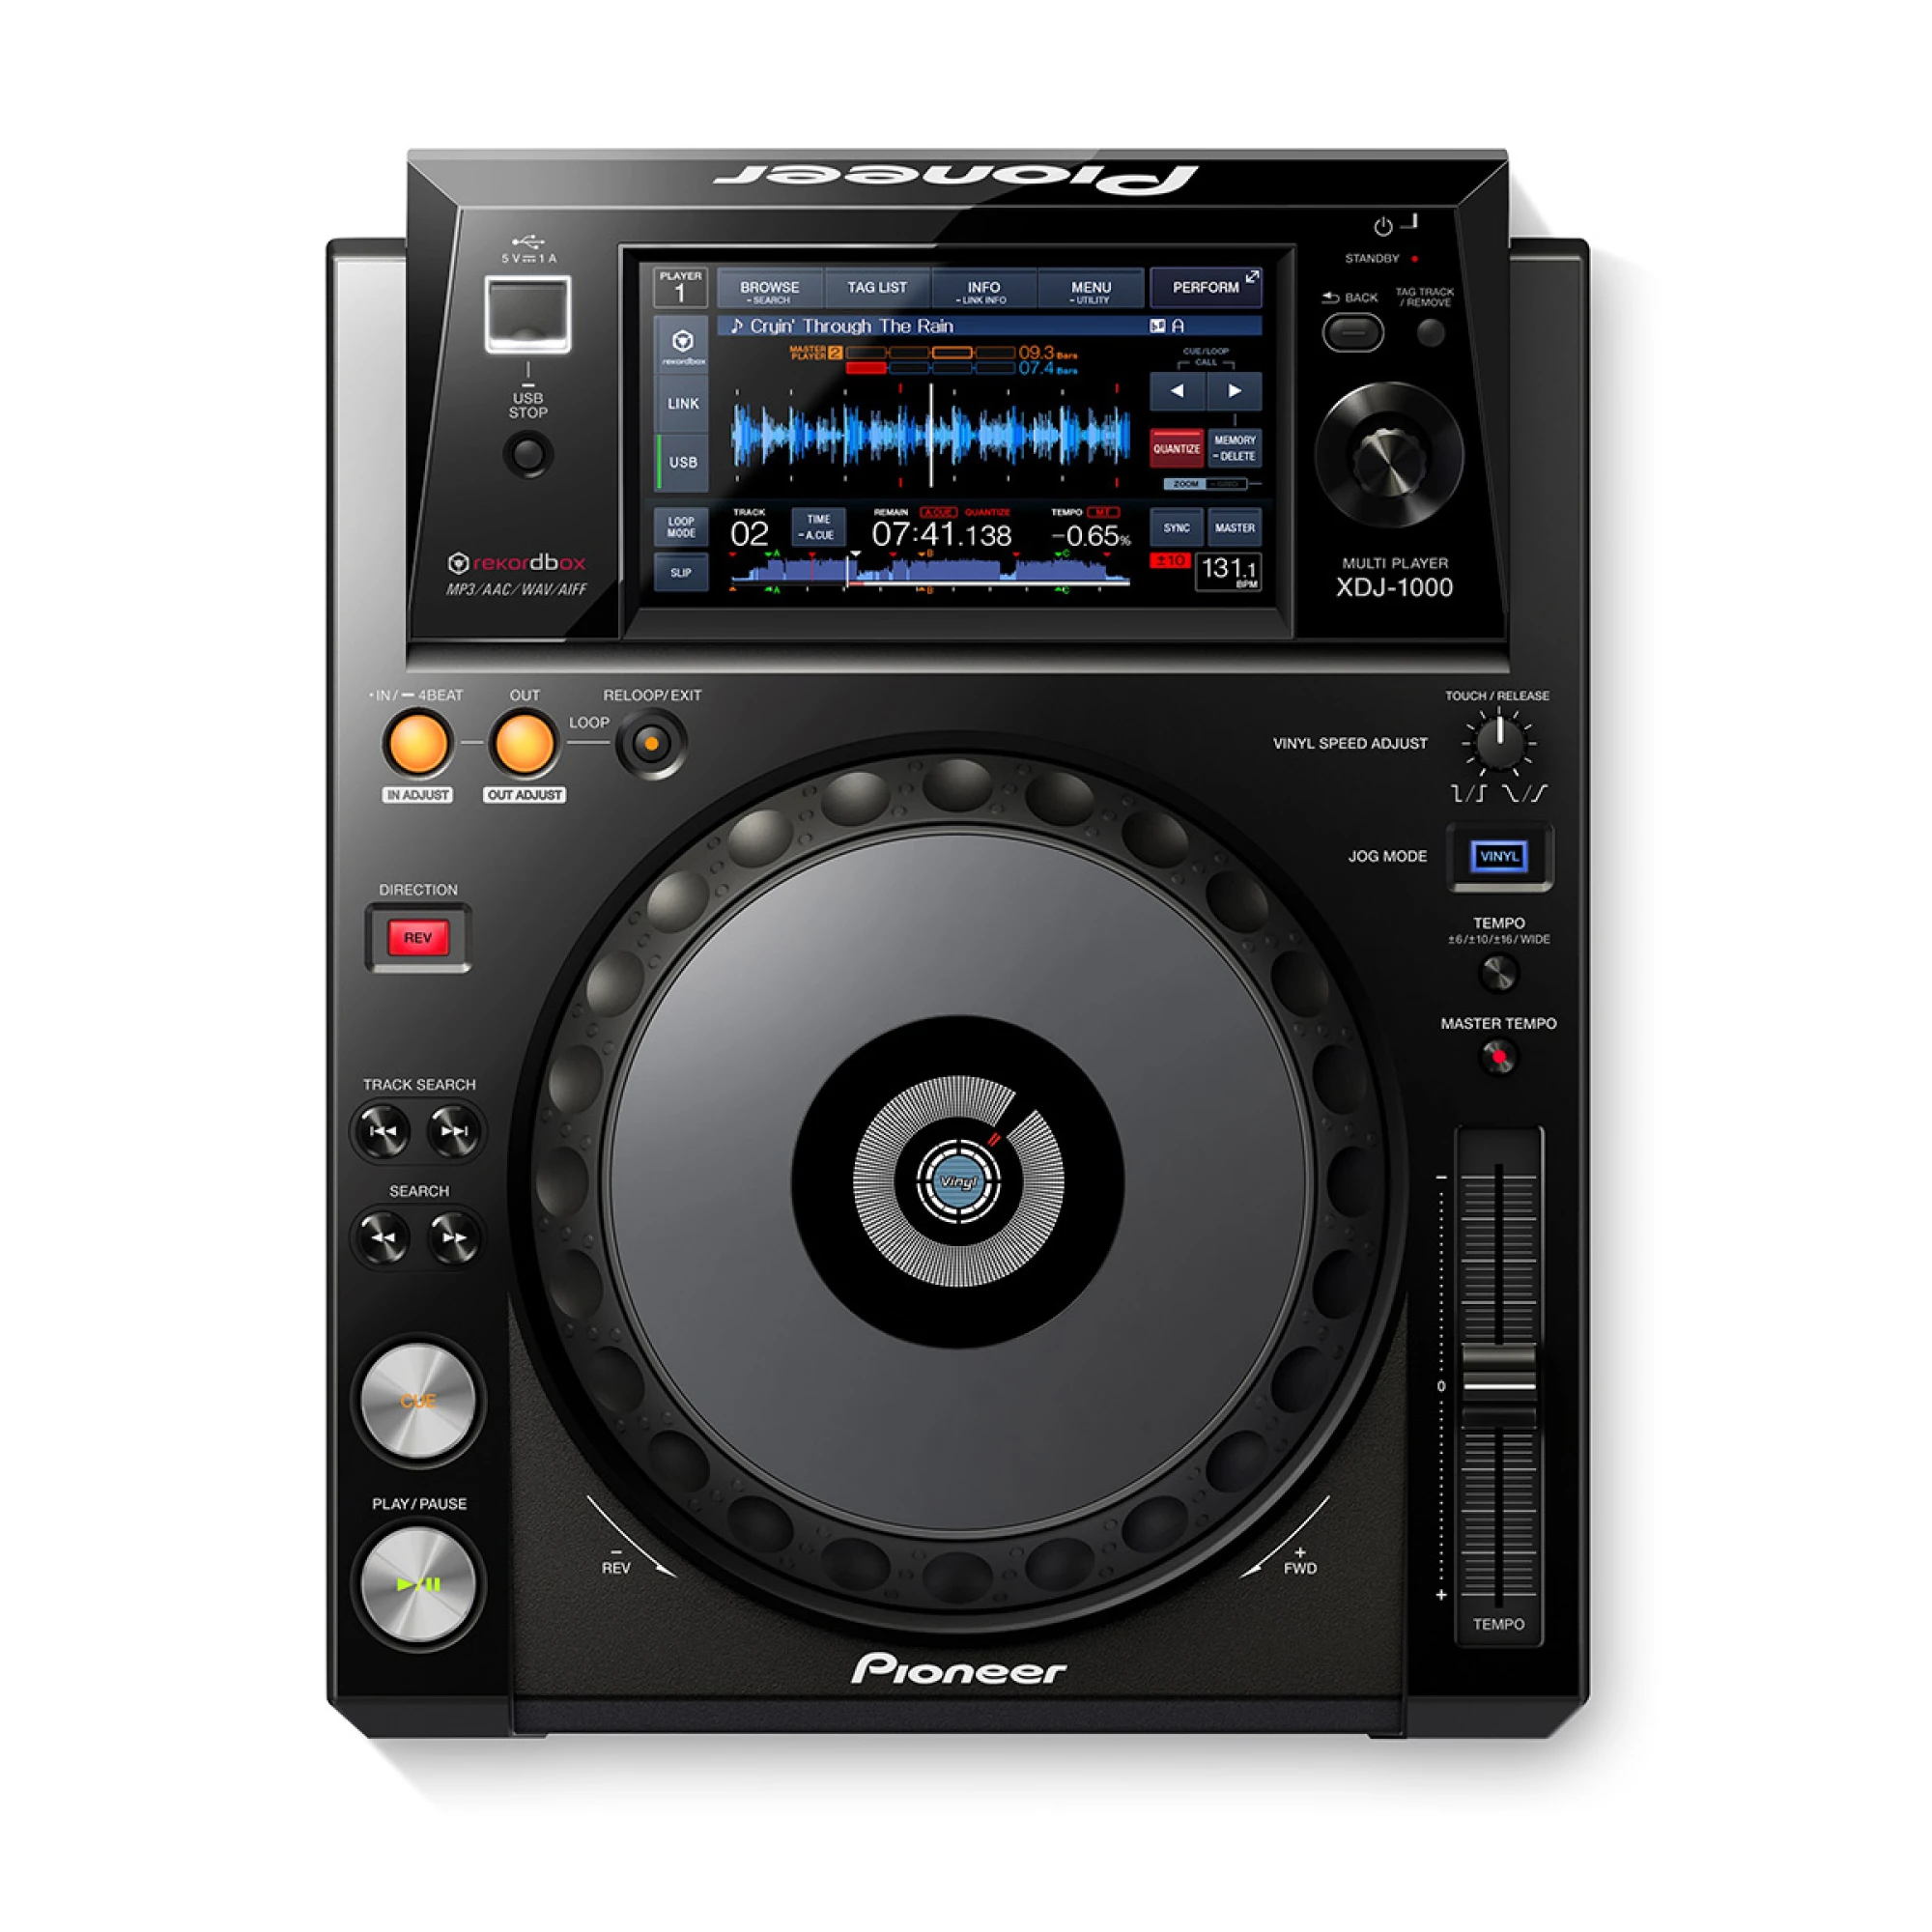 Pioneer
5V 1A
USB
STOP
rekordbox
MP3/AAC/WAV/AIFF
PLAYER
1
BROWSE
- SEARCH
TAG LIST
INFO
- LINK INFO
MENU
- UTILITY
PERFORM
♪ Cryin' Through The Rain
A
rekordbox
LINK
USB
MASTER
PLAYER 2
09.3 Bars
07.4 Bars
CUE/LOOP
CALL
QUANTIZE
MEMORY
- DELETE
ZOOM - GRID
LOOP
MODE
SLIP
TRACK
02
TIME
- A.CUE
REMAIN A.CUE QUANTIZE
07:41.138
TEMPO MT
-0.65%
SYNC
MASTER
±10
131.1
BPM
A B C
A B C
STANDBY
BACK
TAG TRACK
/ REMOVE
MULTI PLAYER
XDJ-1000
• IN / — 4BEAT
OUT
RELOOP/EXIT
LOOP
IN ADJUST
OUT ADJUST
TOUCH / RELEASE
VINYL SPEED ADJUST
JOG MODE
VINYL
DIRECTION
REV
TEMPO
±6/±10/±16/WIDE
MASTER TEMPO
TRACK SEARCH
SEARCH
Vinyl
CUE
PLAY/PAUSE
−
0
+
TEMPO
−
REV
+
FWD
Pioneer